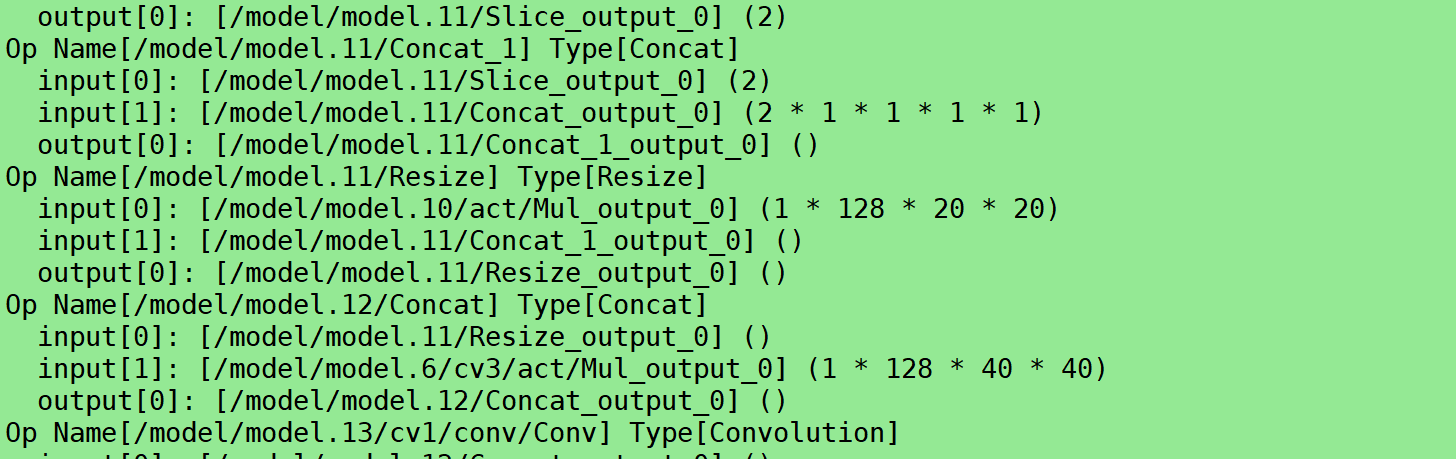 output[0]: [/model/model.11/Slice_output_0] (2)
Op Name[/model/model.11/Concat_1] Type[Concat]
input[0]: [/model/model.11/Slice_output_0] (2)
input[1]: [/model/model.11/Concat_output_0] (2 * 1 * 1 * 1 * 1)
output[0]: [/model/model.11/Concat_1_output_0] ()
Op Name[/model/model.11/Resize] Type[Resize]
input[0]: [/model/model.10/act/Mul_output_0] (1 * 128 * 20 * 20)
input[1]: [/model/model.11/Concat_1_output_0] ()
output[0]: [/model/model.11/Resize_output_0] ()
Op Name[/model/model.12/Concat] Type[Concat]
input[0]: [/model/model.11/Resize_output_0] ()
input[1]: [/model/model.6/cv3/act/Mul_output_0] (1 * 128 * 40 * 40)
output[0]: [/model/model.12/Concat_output_0] ()
Op Name[/model/model.13/cv1/conv/Conv] Type[Convolution]